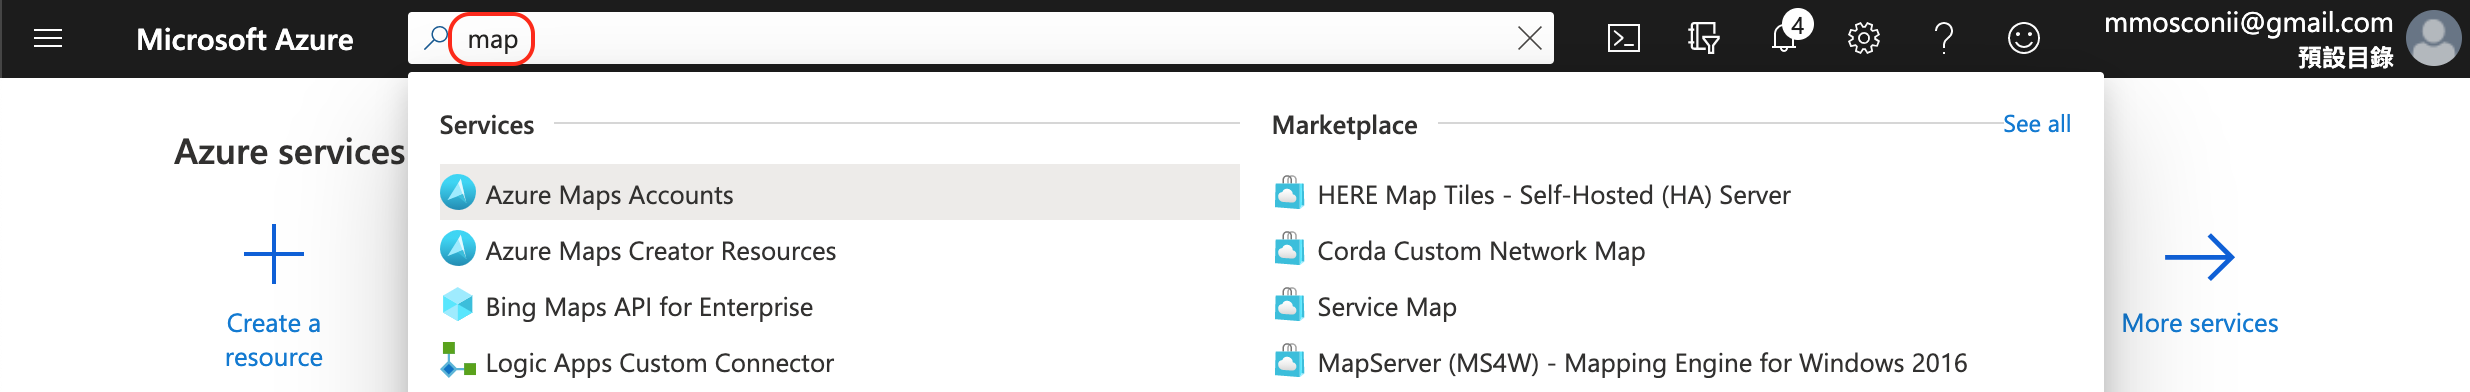 Microsoft Azure
map
4
mmosconii@gmail.com
預設目錄
Azure services
Create a
resource
Services
Azure Maps Accounts
Azure Maps Creator Resources
Bing Maps API for Enterprise
Logic Apps Custom Connector
Marketplace
See all
HERE Map Tiles - Self-Hosted (HA) Server
Corda Custom Network Map
Service Map
MapServer (MS4W) - Mapping Engine for Windows 2016
More services